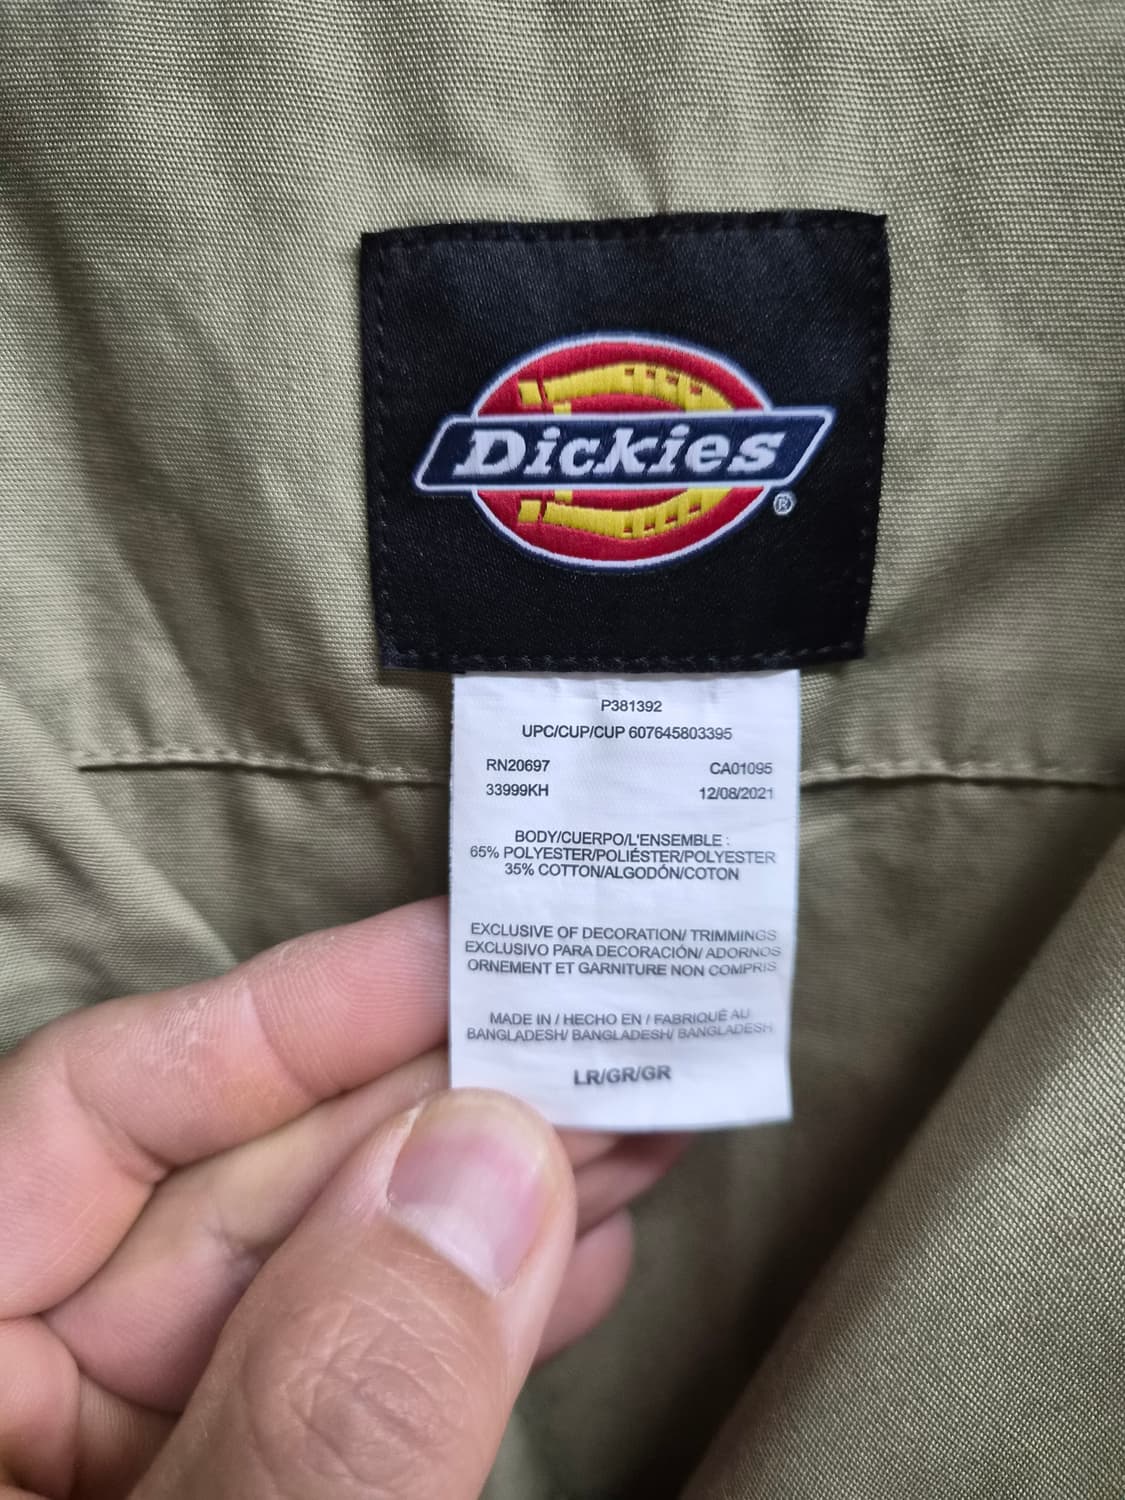 Dickies®
P381392
UPC/CUP/CUP 607645803395
RN20697 CA01095
33999KH 12/08/2021
BODY/CUERPO/L'ENSEMBLE :
65% POLYESTER/POLIÉSTER/POLYESTER
35% COTTON/ALGODÓN/COTON
EXCLUSIVE OF DECORATION/ TRIMMINGS
EXCLUSIVO PARA DECORACIÓN/ ADORNOS
ORNEMENT ET GARNITURE NON COMPRIS
MADE IN / HECHO EN / FABRIQUÉ AU
BANGLADESH/ BANGLADESH/ BANGLADESH
LR/GR/GR